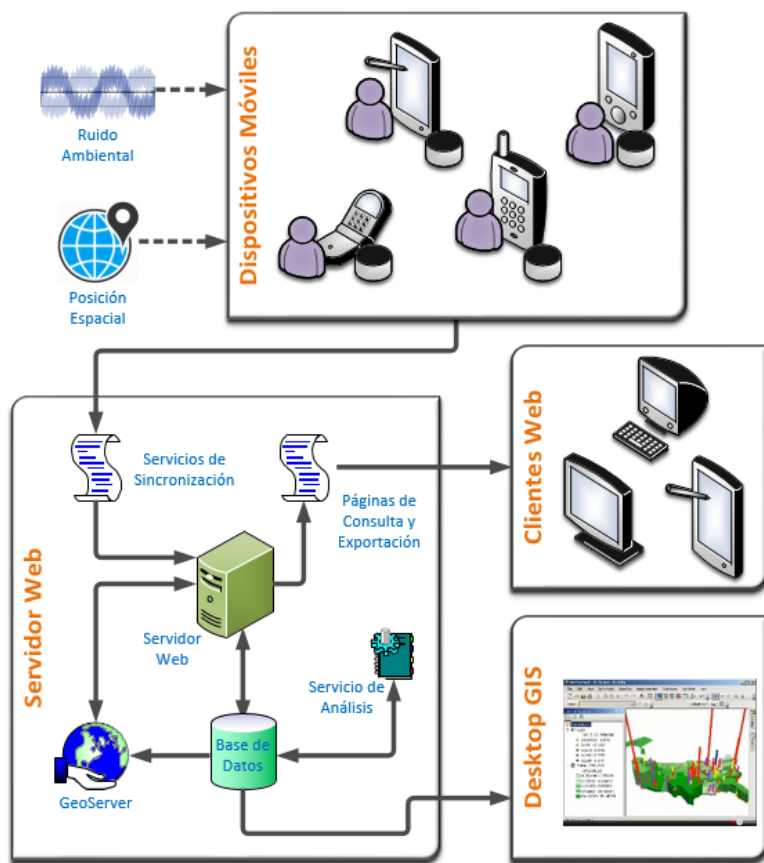 Ruido
Ambiental
Posición
Espacial
Dispositivos Móviles
Servidor Web
Servicios de
Sincronización
Páginas de
Consulta y
Exportación
Servidor
Web
Servicio de
Análisis
Base de
Datos
GeoServer
Clientes Web
Desktop GIS